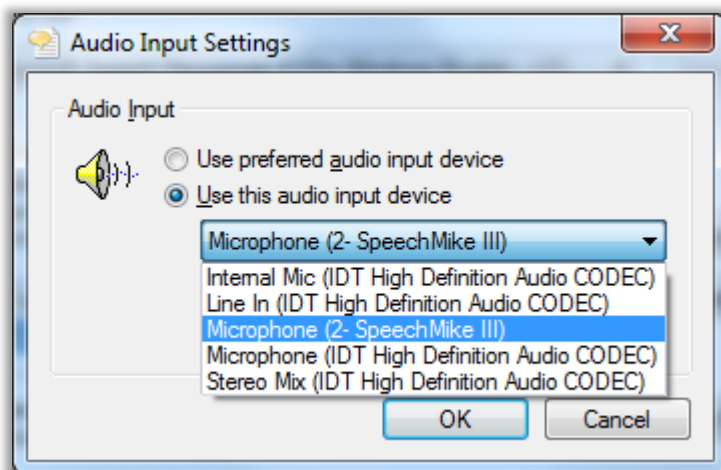 Audio Input Settings
Audio Input
Use preferred audio input device
Use this audio input device
Microphone (2- SpeechMike III)
Internal Mic (IDT High Definition Audio CODEC)
Line In (IDT High Definition Audio CODEC)
Microphone (2- SpeechMike III)
Microphone (IDT High Definition Audio CODEC)
Stereo Mix (IDT High Definition Audio CODEC)
OK Cancel